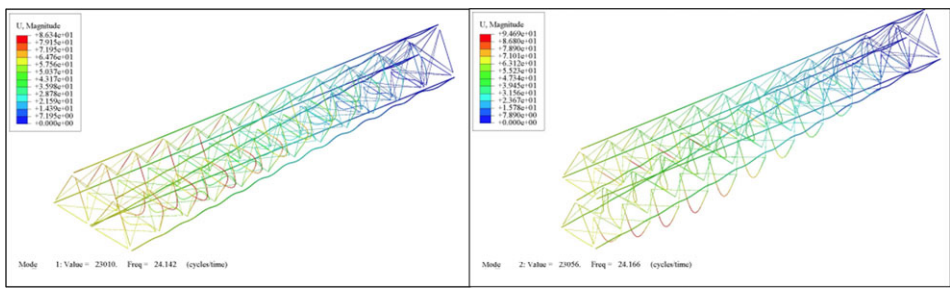 U, Magnitude
+8.634e+01
+7.915e+01
+7.195e+01
+6.476e+01
+5.756e+01
+5.037e+01
+4.317e+01
+3.598e+01
+2.878e+01
+2.159e+01
+1.439e+01
+7.195e+00
+0.000e+00
Mode 1: Value = 23010. Freq = 24.142 (cycles/time)
U, Magnitude
+9.469e+01
+8.680e+01
+7.890e+01
+7.101e+01
+6.312e+01
+5.523e+01
+4.734e+01
+3.945e+01
+3.156e+01
+2.367e+01
+1.578e+01
+7.890e+00
+0.000e+00
Mode 2: Value = 23056. Freq = 24.166 (cycles/time)